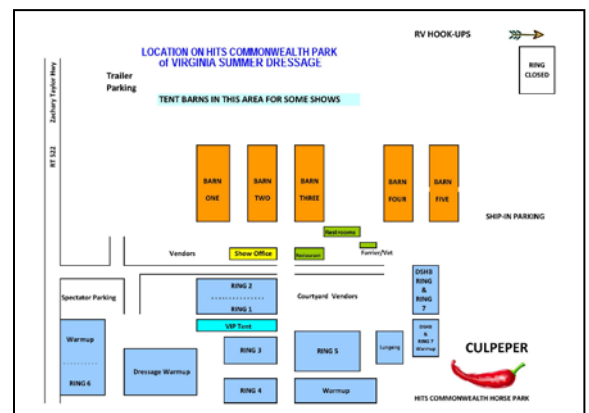 RV HOOK-UPS
LOCATION ON HITS COMMONWEALTH PARK
of VIRGINIA SUMMER DRESSAGE
RING
CLOSED
Trailer
Parking
TENT BARNS IN THIS AREA FOR SOME SHOWS
Zachary Taylor Hwy
RT 522
BARN
ONE
BARN
TWO
BARN
THREE
BARN
FOUR
BARN
FIVE
SHIP-IN PARKING
Restrooms
Vendors
Show Office
Restaurant
Farrier/Vet
Spectator Parking
RING 2
RING 1
Courtyard Vendors
DSHB
RING
&
RING
7
VIP Tent
Warmup
RING 6
Dressage Warmup
RING 3
RING 4
RING 5
Warmup
Lungeing
DSHB
&
RING 7
Warmup
CULPEPER
HITS COMMONWEALTH HORSE PARK